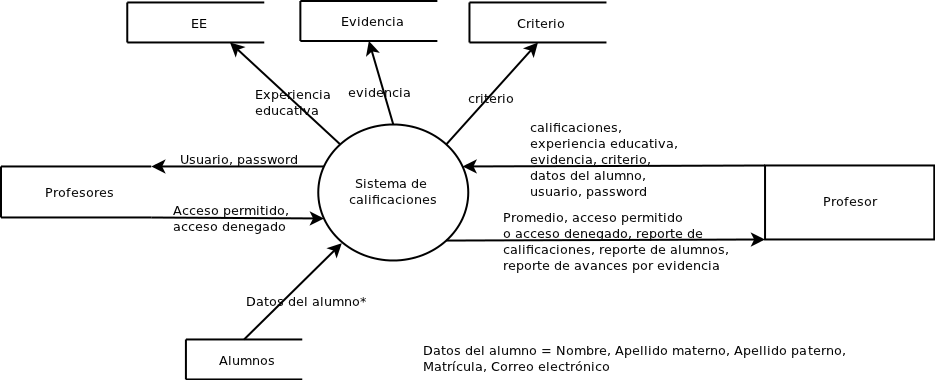 EE
Evidencia
Criterio
Experiencia
educativa
evidencia
criterio
calificaciones,
experiencia educativa,
evidencia, criterio,
datos del alumno,
usuario, password
Usuario, password
Profesores
Sistema de
calificaciones
Profesor
Acceso permitido,
acceso denegado
Promedio, acceso permitido
o acceso denegado, reporte de
calificaciones, reporte de alumnos,
reporte de avances por evidencia
Datos del alumno*
Alumnos
Datos del alumno = Nombre, Apellido materno, Apellido paterno,
Matrícula, Correo electrónico